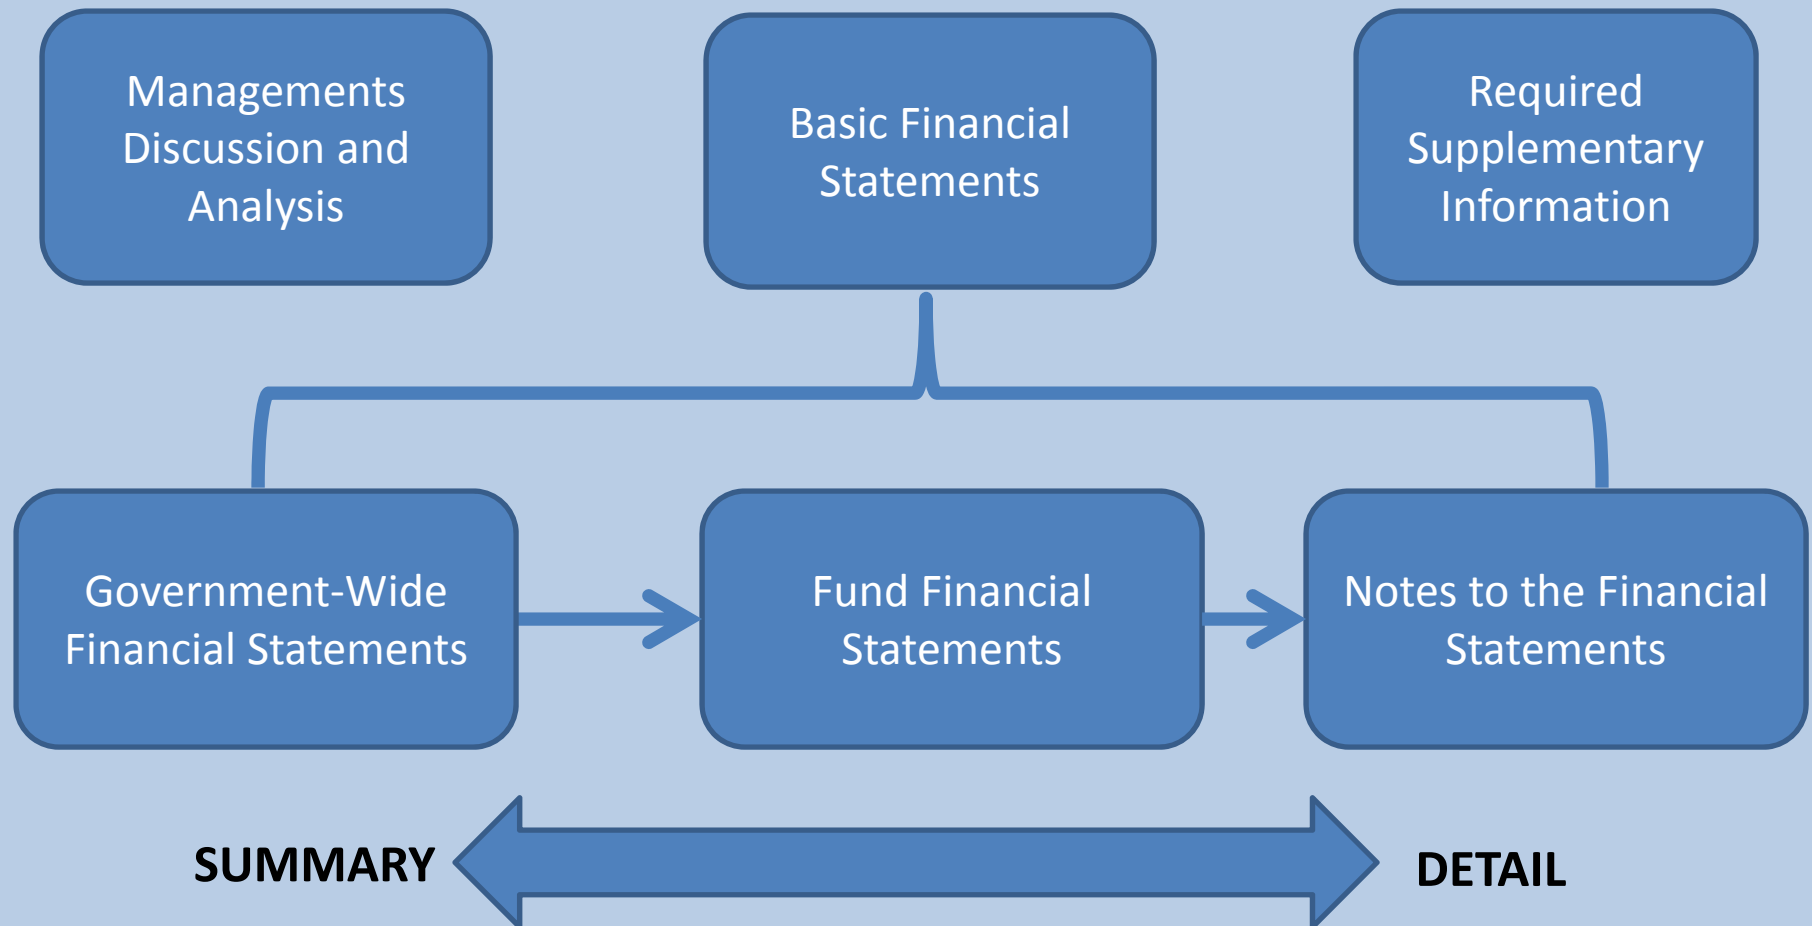 Managements
Discussion and
Analysis
Basic Financial
Statements
Required
Supplementary
Information
Government-Wide
Financial Statements
Fund Financial
Statements
Notes to the Financial
Statements
SUMMARY
DETAIL